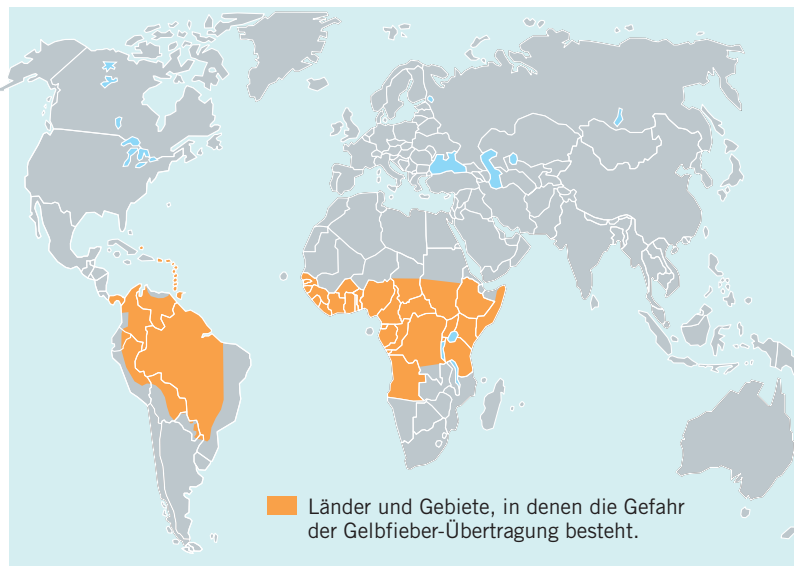 Länder und Gebiete, in denen die Gefahr
der Gelbfieber-Übertragung besteht.